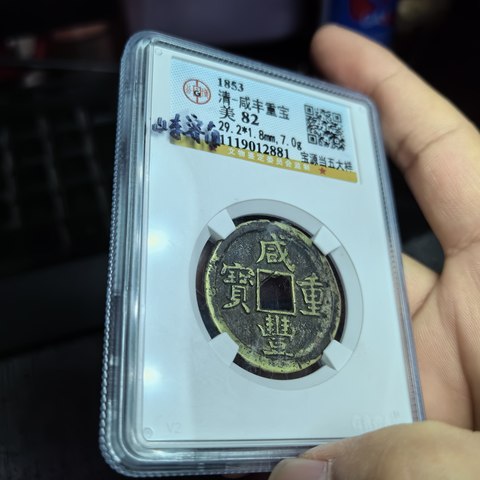 1853
清·咸丰重宝
美 82
29.2*1.8mm,7.0g
1119012881
宝源当五大样
咸
重
豐
寶
V2